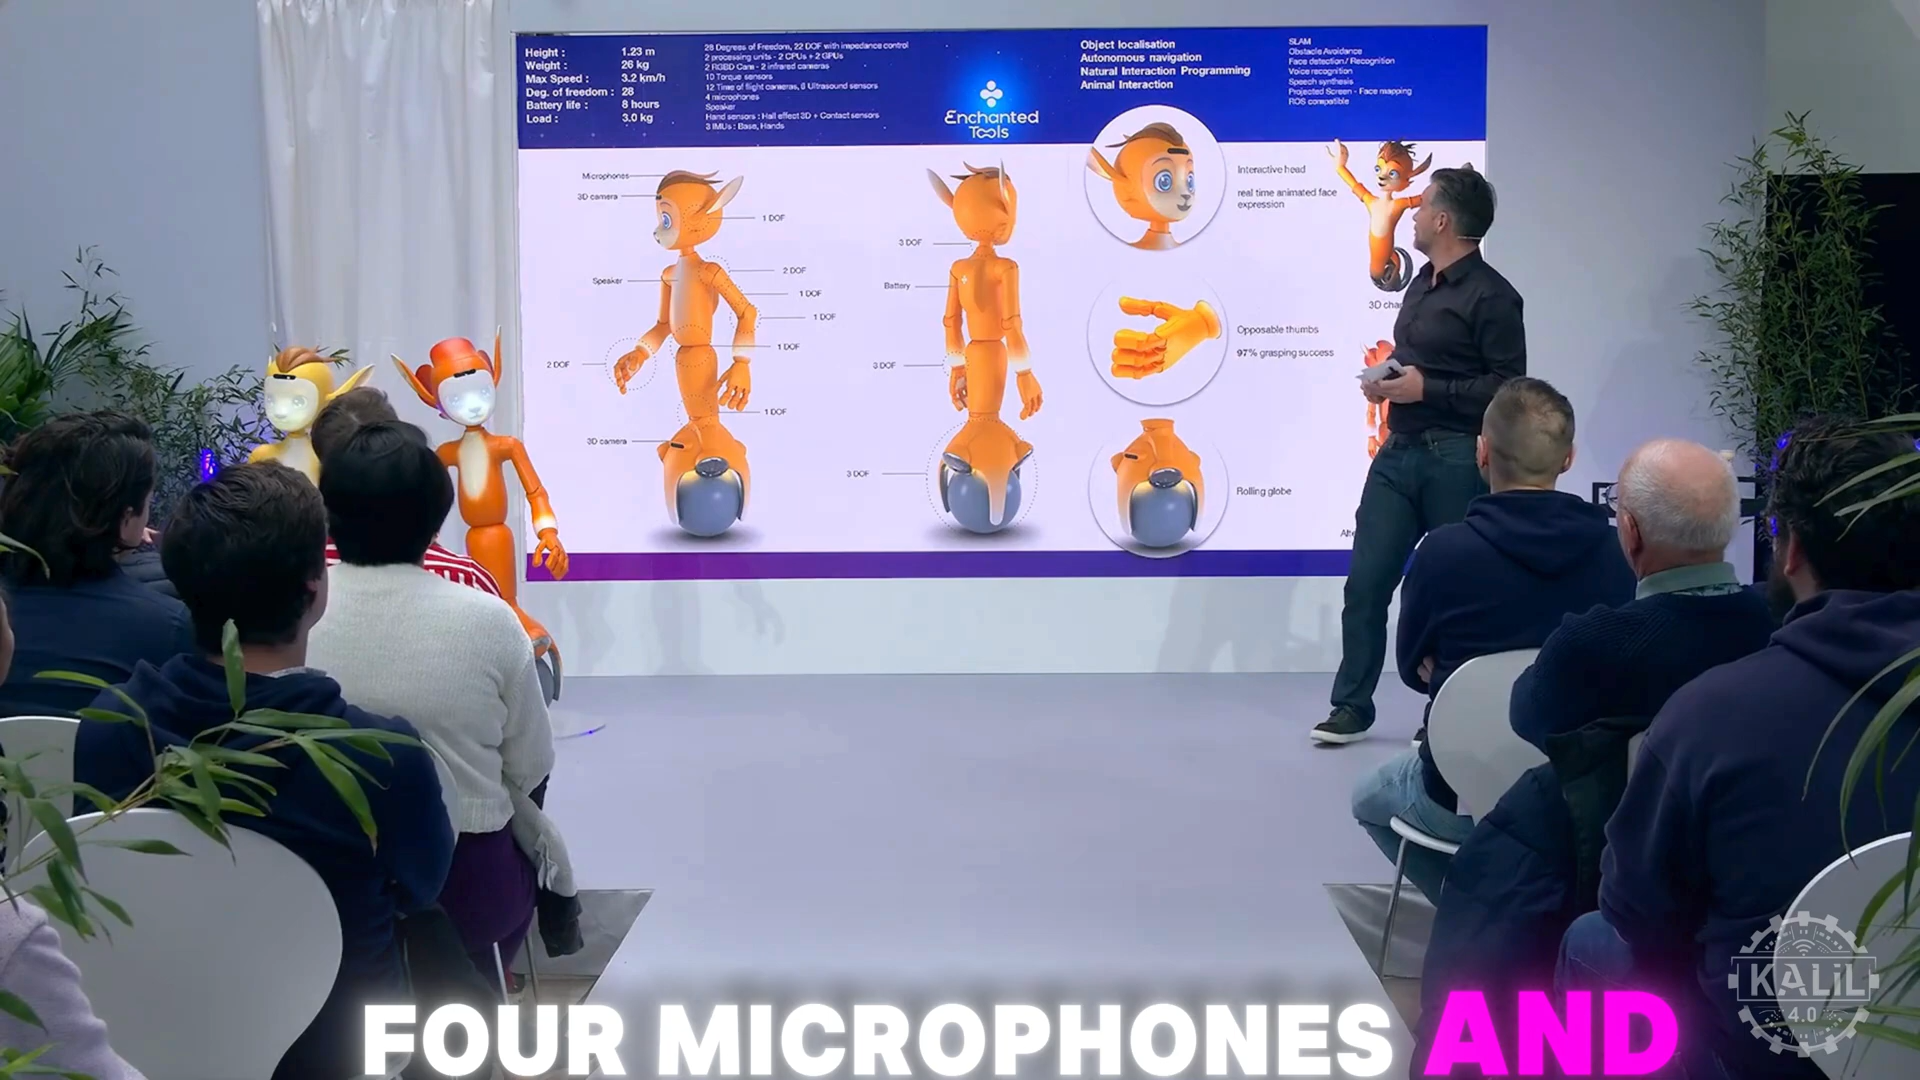 Height : 1.23 m
Weight : 26 kg
Max Speed : 3.2 km/h
Deg. of freedom : 28
Battery life : 8 hours
Load : 3.0 kg
28 Degrees of Freedom, 22 DOF with impedance control
2 processing units - 2 CPUs + 2 GPUs
2 RGBD Cam - 2 infrared cameras
10 Torque sensors
12 Time of flight cameras, 6 Ultrasound sensors
4 microphones
Speaker
Hand sensors : Hall effect 3D + Contact sensors
3 IMUs : Base, Hands
Enchanted
Tools
Object localisation
Autonomous navigation
Natural Interaction Programming
Animal Interaction
SLAM
Obstacle Avoidance
Face detection / Recognition
Voice recognition
Speech synthesis
Projected Screen - Face mapping
ROS compatible
Microphones
3D camera
1 DOF
Speaker
2 DOF
1 DOF
1 DOF
1 DOF
2 DOF
1 DOF
3D camera
3 DOF
Battery
3 DOF
3 DOF
Interactive head
real time animated face
expression
Opposable thumbs
97% grasping success
Rolling globe
3D cha
Alte
KALiL
4.0
FOUR MICROPHONES AND